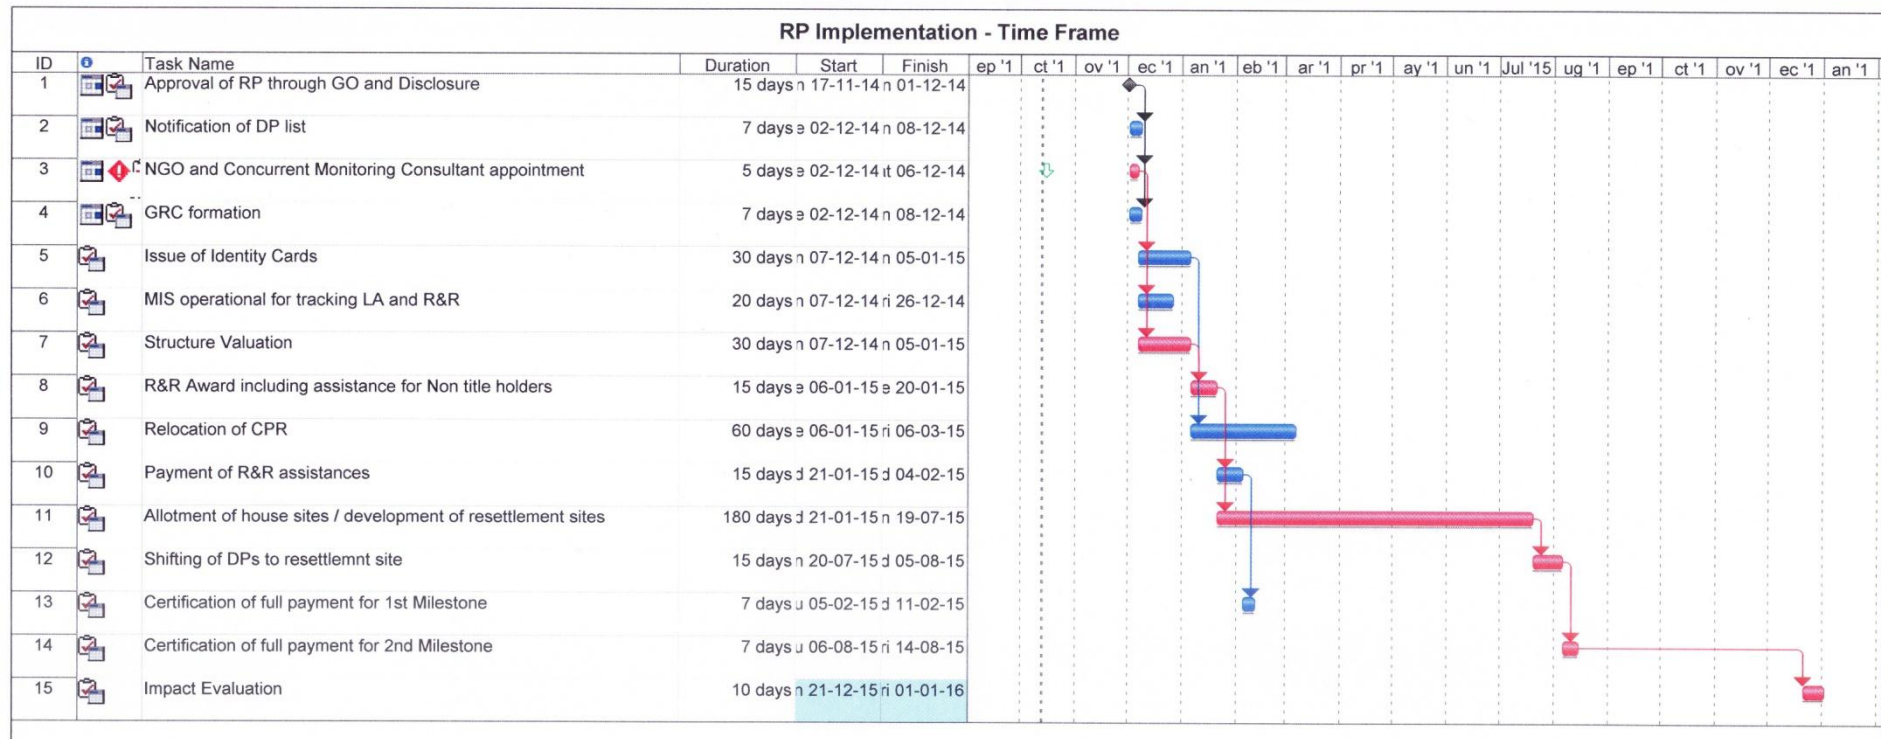 RP Implementation - Time Frame
ID Task Name Duration Start Finish ep '1 ct '1 ov '1 ec '1 an '1 eb '1 ar '1 pr '1 ay '1 un '1 Jul '15 ug '1 ep '1 ct '1 ov '1 ec '1 an '1
1 Approval of RP through GO and Disclosure 15 days n 17-11-14 n 01-12-14
2 Notification of DP list 7 days e 02-12-14 n 08-12-14
3 NGO and Concurrent Monitoring Consultant appointment 5 days e 02-12-14 it 06-12-14
4 GRC formation 7 days e 02-12-14 n 08-12-14
5 Issue of Identity Cards 30 days n 07-12-14 n 05-01-15
6 MIS operational for tracking LA and R&R 20 days n 07-12-14 ri 26-12-14
7 Structure Valuation 30 days n 07-12-14 n 05-01-15
8 R&R Award including assistance for Non title holders 15 days e 06-01-15 e 20-01-15
9 Relocation of CPR 60 days e 06-01-15 ri 06-03-15
10 Payment of R&R assistances 15 days d 21-01-15 d 04-02-15
11 Allotment of house sites / development of resettlement sites 180 days d 21-01-15 n 19-07-15
12 Shifting of DPs to resettlemnt site 15 days n 20-07-15 d 05-08-15
13 Certification of full payment for 1st Milestone 7 days u 05-02-15 d 11-02-15
14 Certification of full payment for 2nd Milestone 7 days u 06-08-15 ri 14-08-15
15 Impact Evaluation 10 days n 21-12-15 ri 01-01-16